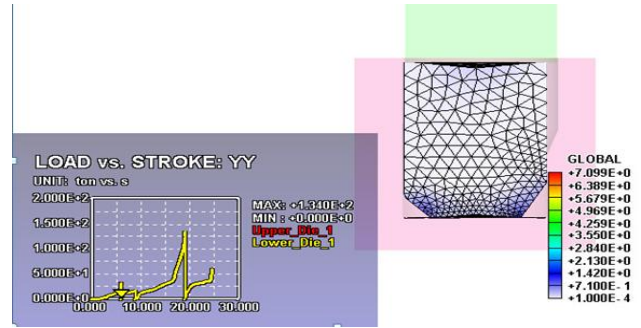 LOAD vs. STROKE: YY
UNIT: ton vs. s
2.000E+2
1.500E+2
1.000E+2
5.000E+1
0.000E+0
0.000 10.000 20.000 30.000
MAX: +1.340E+2
MIN : +0.000E+0
Upper_Die_1
Lower_Die_1
GLOBAL
+7.099E+0
+6.389E+0
+5.679E+0
+4.969E+0
+4.259E+0
+3.550E+0
+2.840E+0
+2.130E+0
+1.420E+0
+7.100E- 1
+1.000E- 4